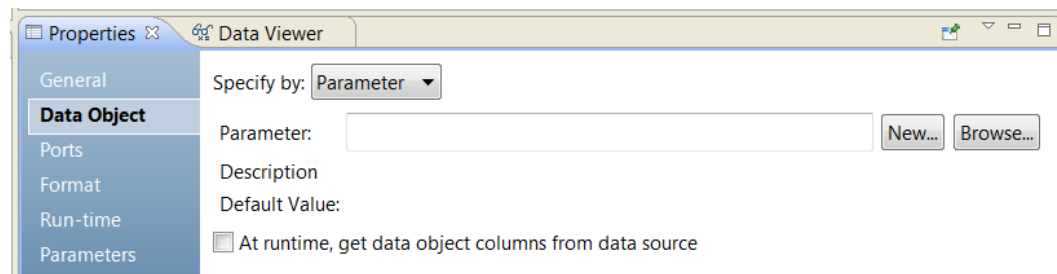 Properties Data Viewer
General
Data Object
Ports
Format
Run-time
Parameters
Specify by: Parameter
Parameter: New... Browse...
Description
Default Value:
At runtime, get data object columns from data source